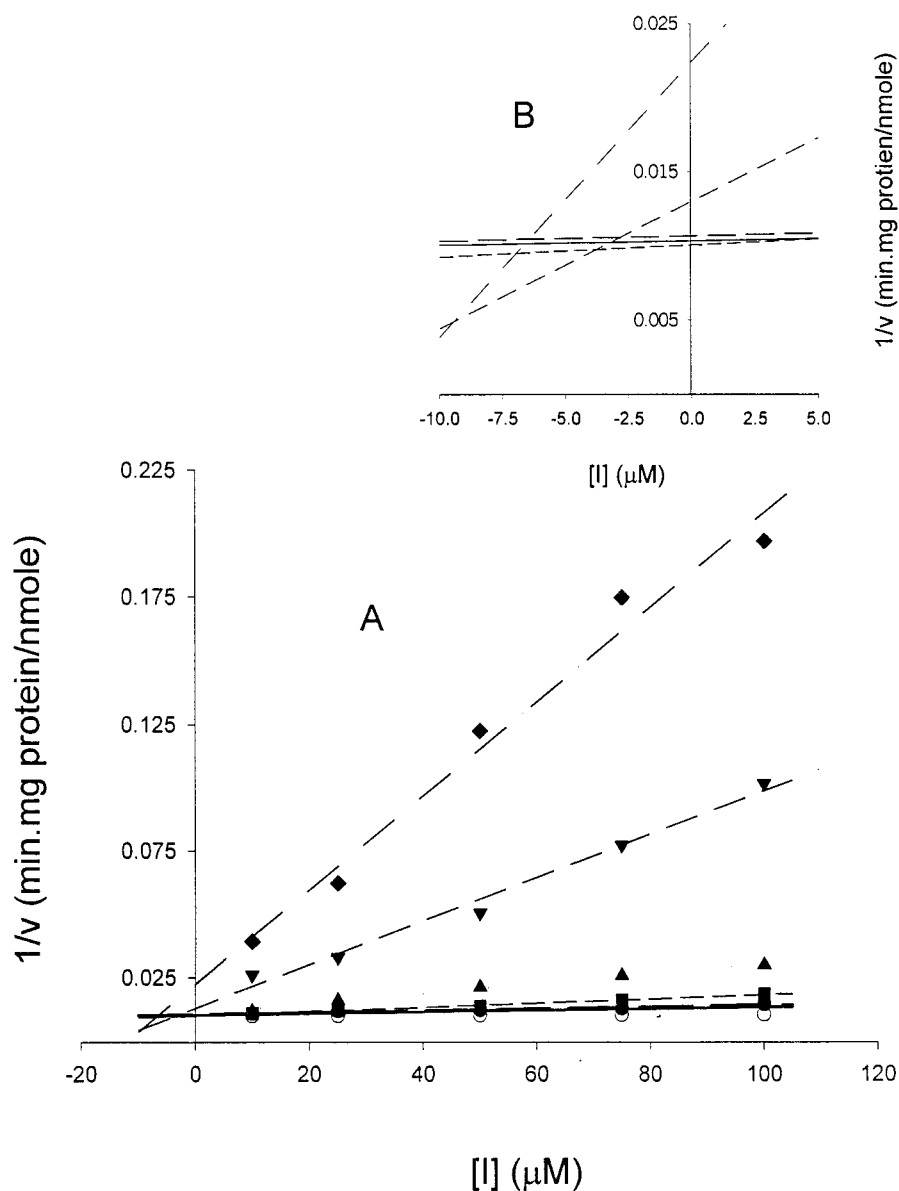 0.025
B
0.015
0.005
1/v (min.mg protien/nmole)
-10.0 -7.5 -5.0 -2.5 0.0 2.5 5.0
[I] (μM)
0.225
0.175
A
0.125
0.075
0.025
1/v (min.mg protein/nmole)
-20 0 20 40 60 80 100 120
[I] (μM)